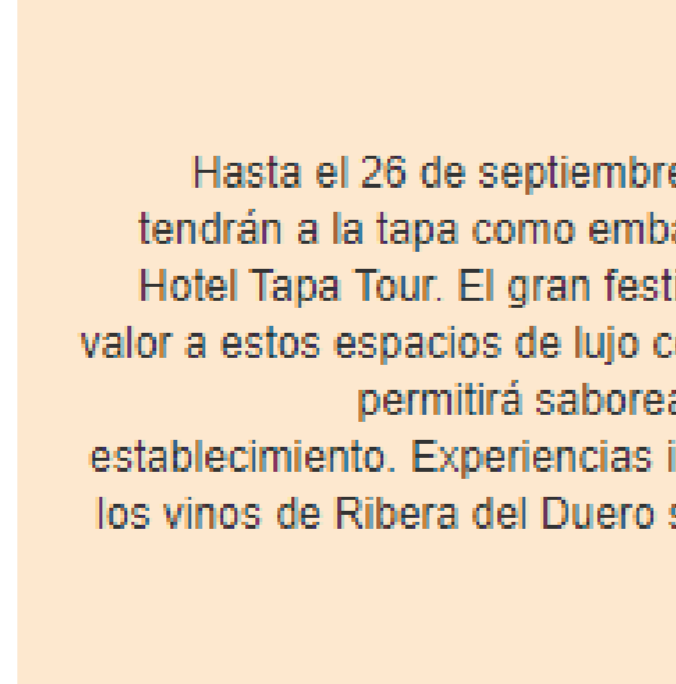 Hasta el 26 de septiembre
tendrán a la tapa como emba
Hotel Tapa Tour. El gran festi
valor a estos espacios de lujo co
permitirá saborea
establecimiento. Experiencias i
los vinos de Ribera del Duero s